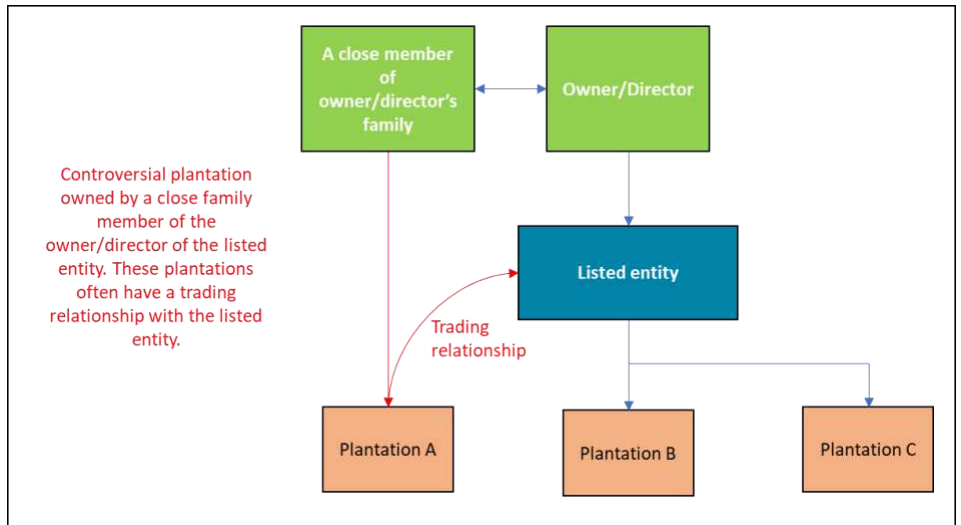 A close member
of
owner/director's
family
Owner/Director
Controversial plantation
owned by a close family
member of the
owner/director of the listed
entity. These plantations
often have a trading
relationship with the listed
entity.
Listed entity
Trading
relationship
Plantation A
Plantation B
Plantation C